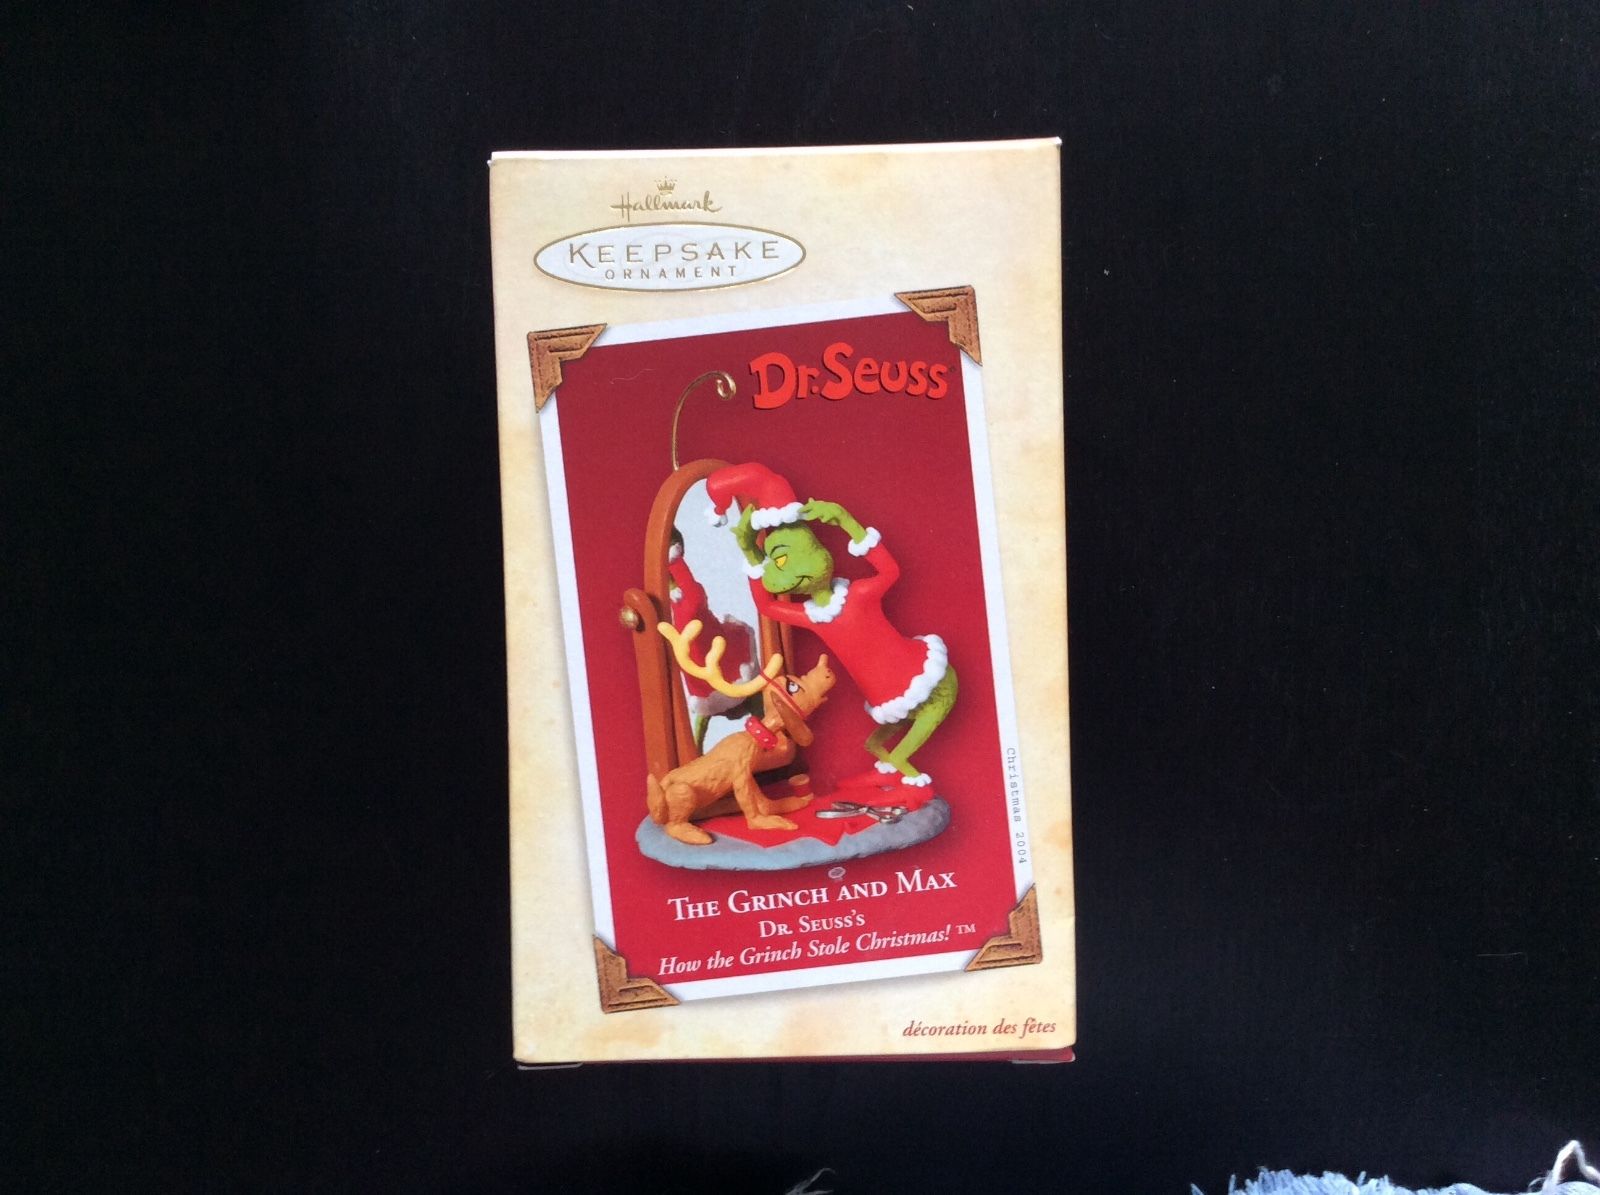 Hallmark
KEEPSAKE
ORNAMENT
Dr. Seuss
Christmas 2004
THE GRINCH AND MAX
DR. SEUSS'S
How the Grinch Stole Christmas! ™
décoration des fêtes